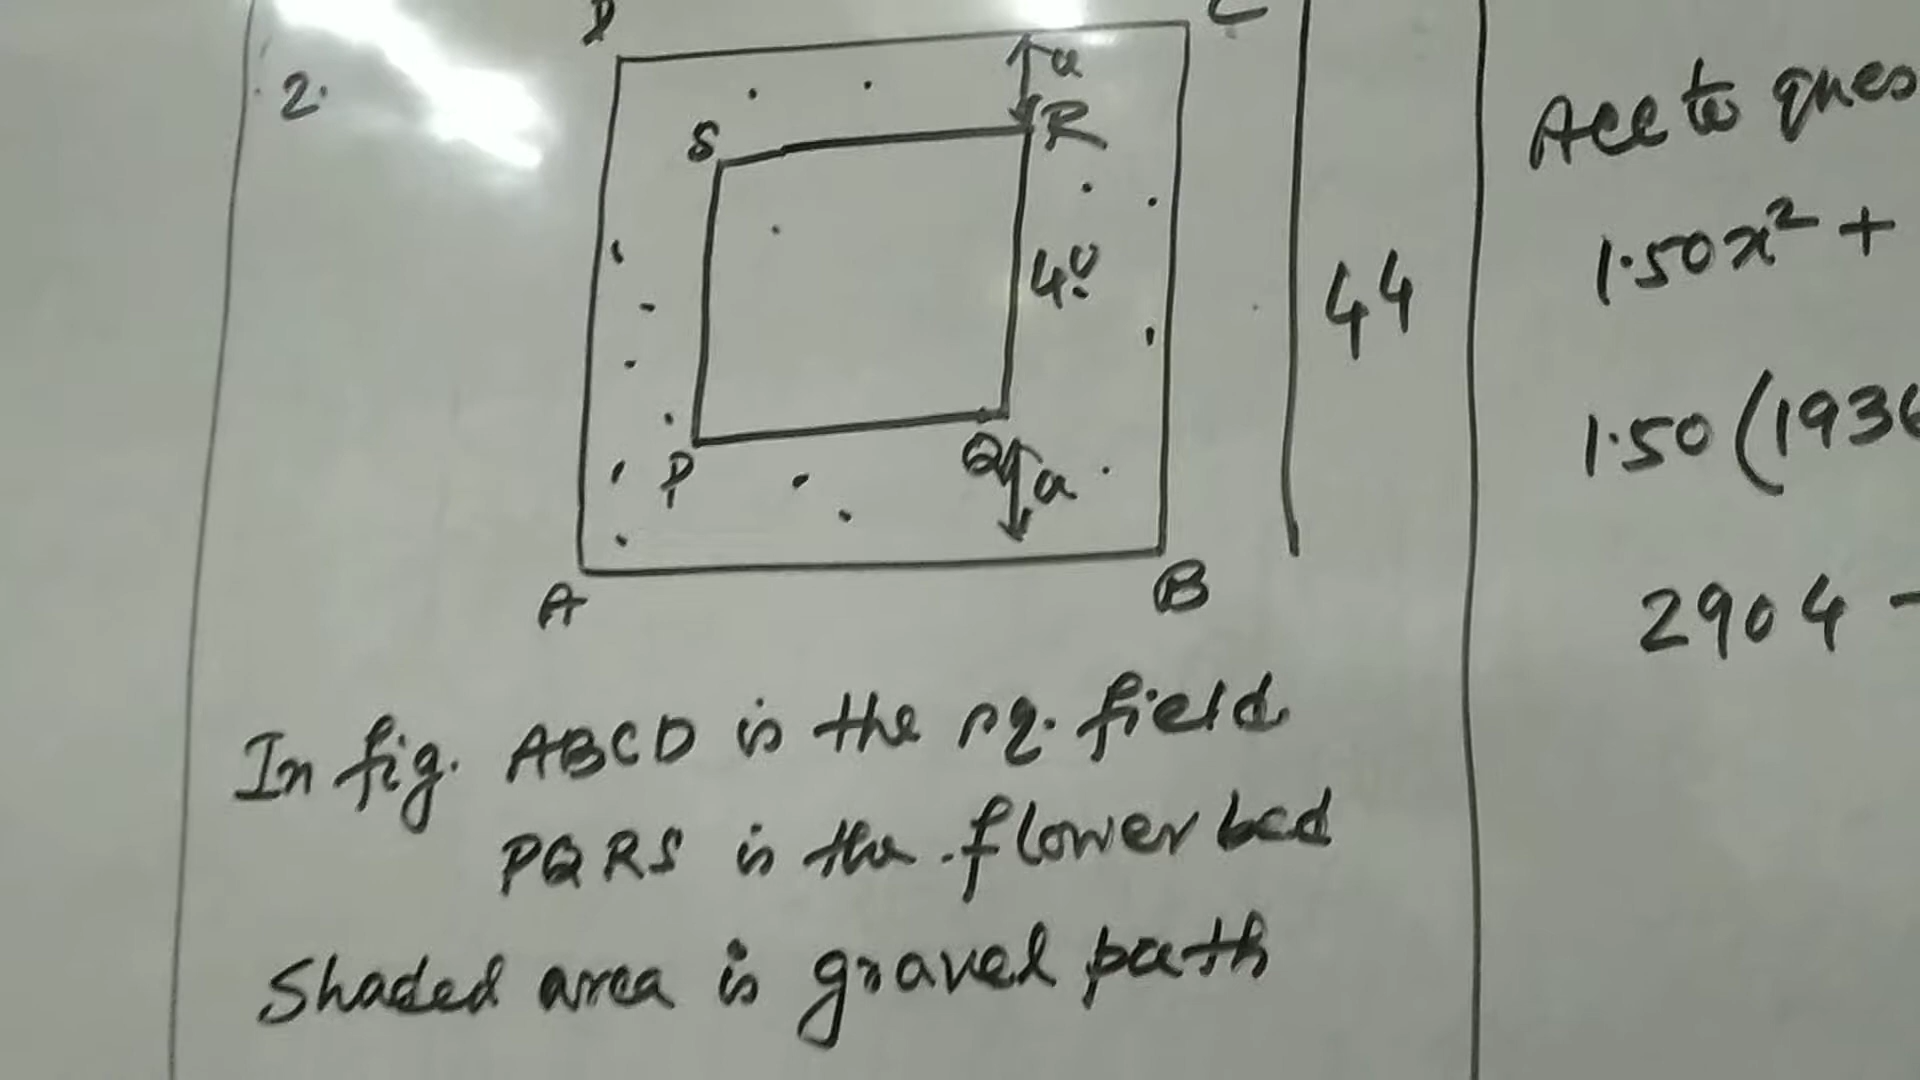 2.
D
C
a
S
R
40
44
P
Q
a
A
B
In fig. ABCD is the sq. field
PQRS is the flower bed
Shaded area is gravel path
Acc to ques
1.50x² +
1.50 (1936
2904 -